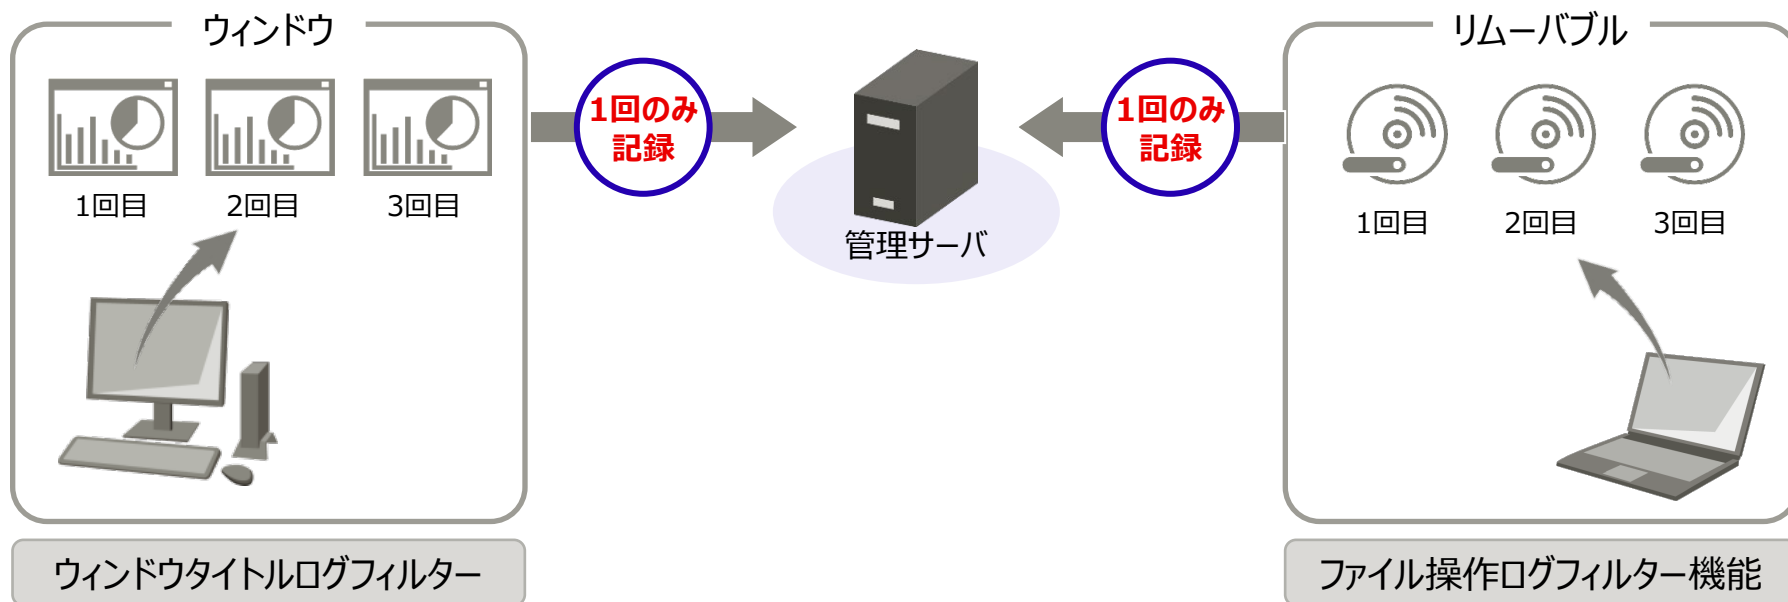 ウィンドウ
1回目
2回目
3回目
1回のみ
記録
管理サーバ
1回のみ
記録
リムーバブル
1回目
2回目
3回目
ウィンドウタイトルログフィルター
ファイル操作ログフィルター機能